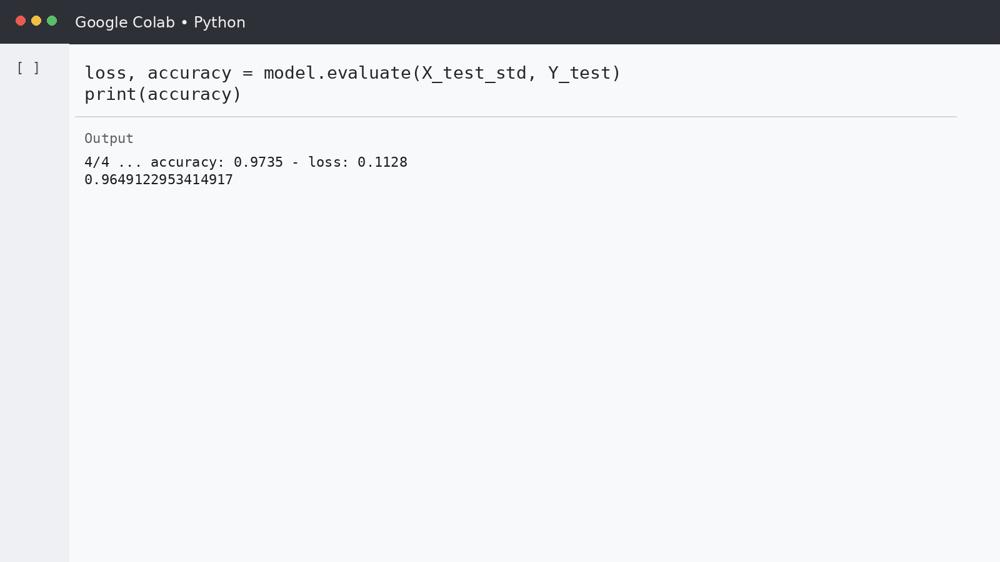 Google Colab • Python
[ ]
loss, accuracy = model.evaluate(X_test_std, Y_test)
print(accuracy)
Output
4/4 ... accuracy: 0.9735 - loss: 0.1128
0.9649122953414917